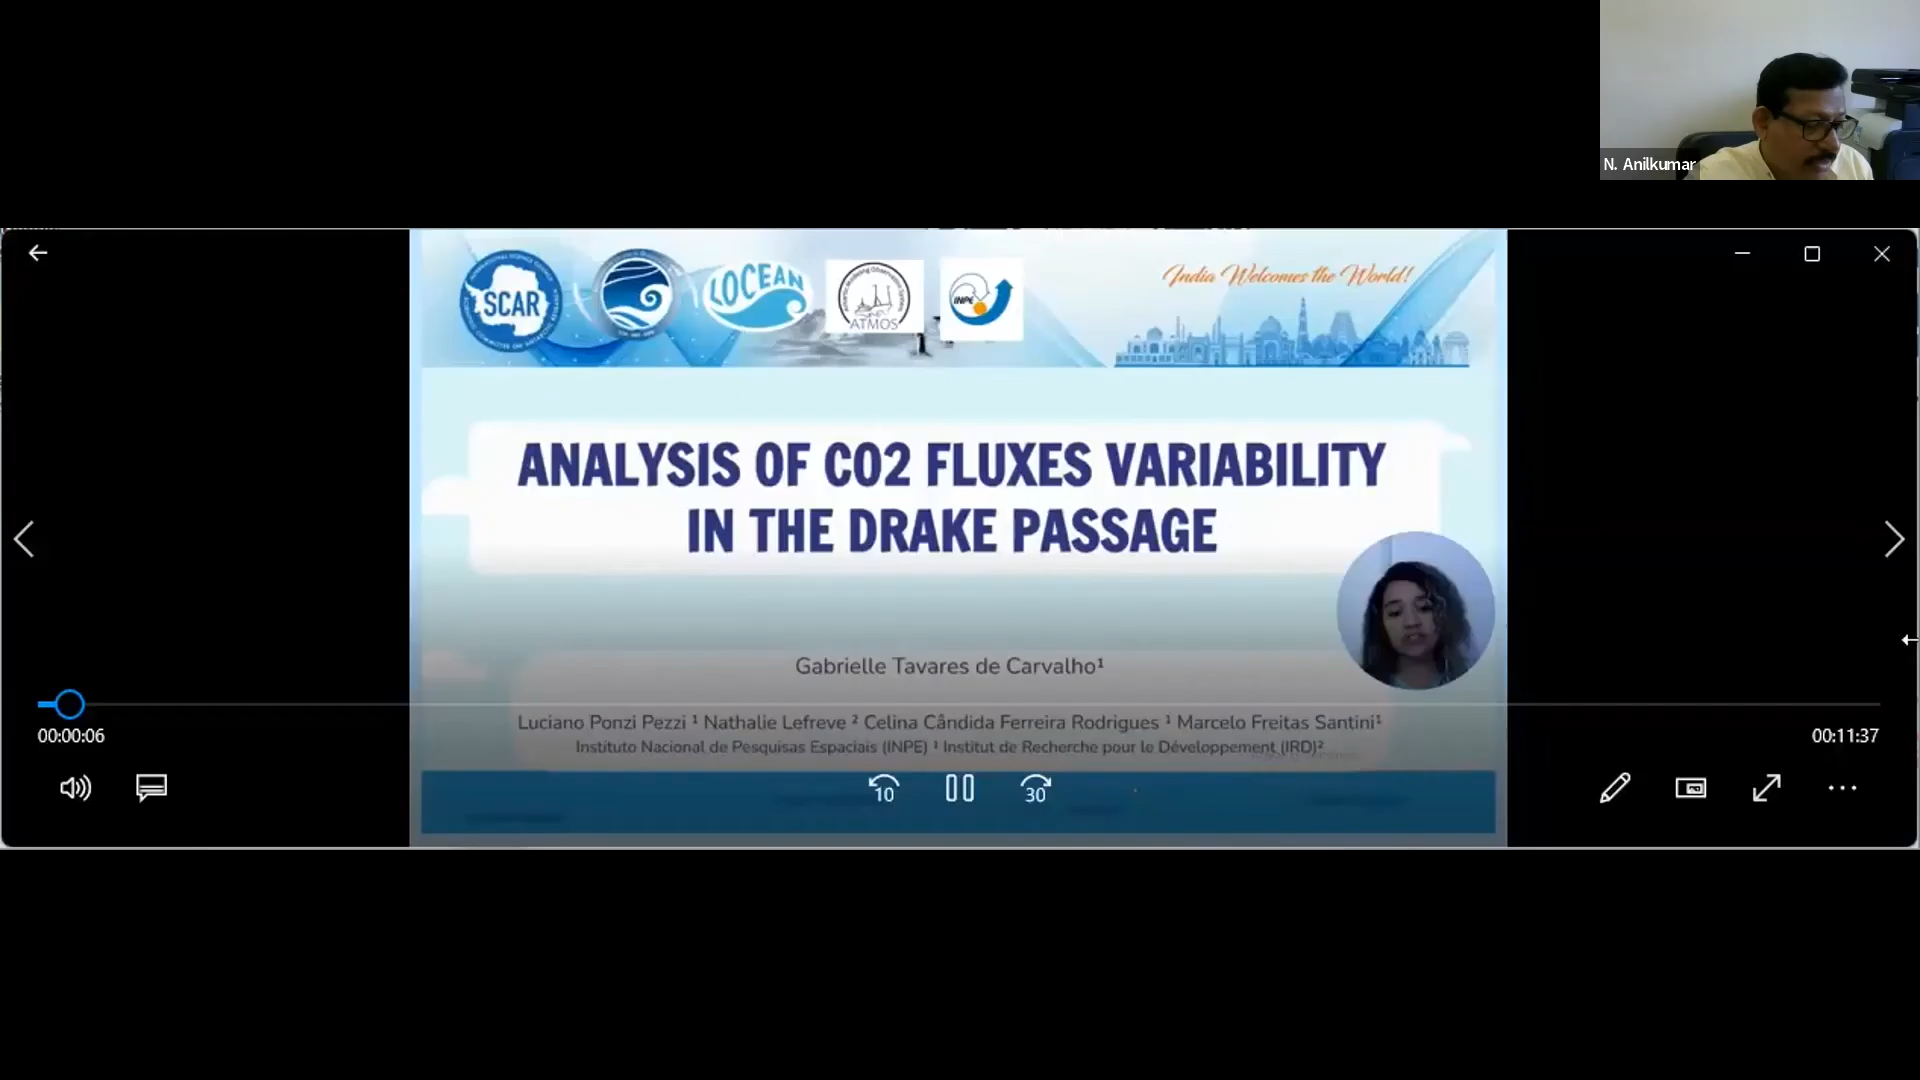 N. Anilkumar
SCAR
LOCEAN
ATMOS
INPE
India Welcomes the World!
ANALYSIS OF CO2 FLUXES VARIABILITY
IN THE DRAKE PASSAGE
Gabrielle Tavares de Carvalho¹
Luciano Ponzi Pezzi ¹ Nathalie Lefreve ² Celina Cândida Ferreira Rodrigues ¹ Marcelo Freitas Santini¹
Instituto Nacional de Pesquisas Espaciais (INPE) ¹ Institut de Recherche pour le Développement (IRD)²
00:00:06
00:11:37
10
30